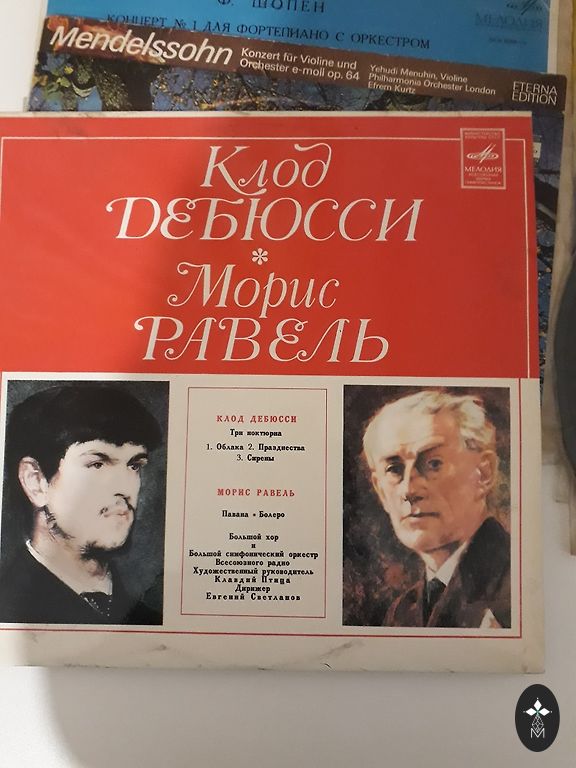 Ф. ШОПЕН
КОНЦЕРТ № 1 ДЛЯ ФОРТЕПИАНО С ОРКЕСТРОМ
МЕЛОДИЯ
Mendelssohn
Konzert für Violine und
Orchester e-moll op. 64
Yehudi Menuhin, Violine
Philharmonia Orchester London
Efrem Kurtz
ETERNA
EDITION
Клод
ДЕБЮССИ
*
Морис
РАВЕЛЬ
МЕЛОДИЯ
КЛОД ДЕБЮССИ
Три ноктюрна
1. Облака 2. Празднества
3. Сирены
МОРИС РАВЕЛЬ
Павана * Болеро
Большой хор
и
Большой симфонический оркестр
Всесоюзного радио
Художественный руководитель
Клавдий Птица
Дирижер
Евгений Светланов
M